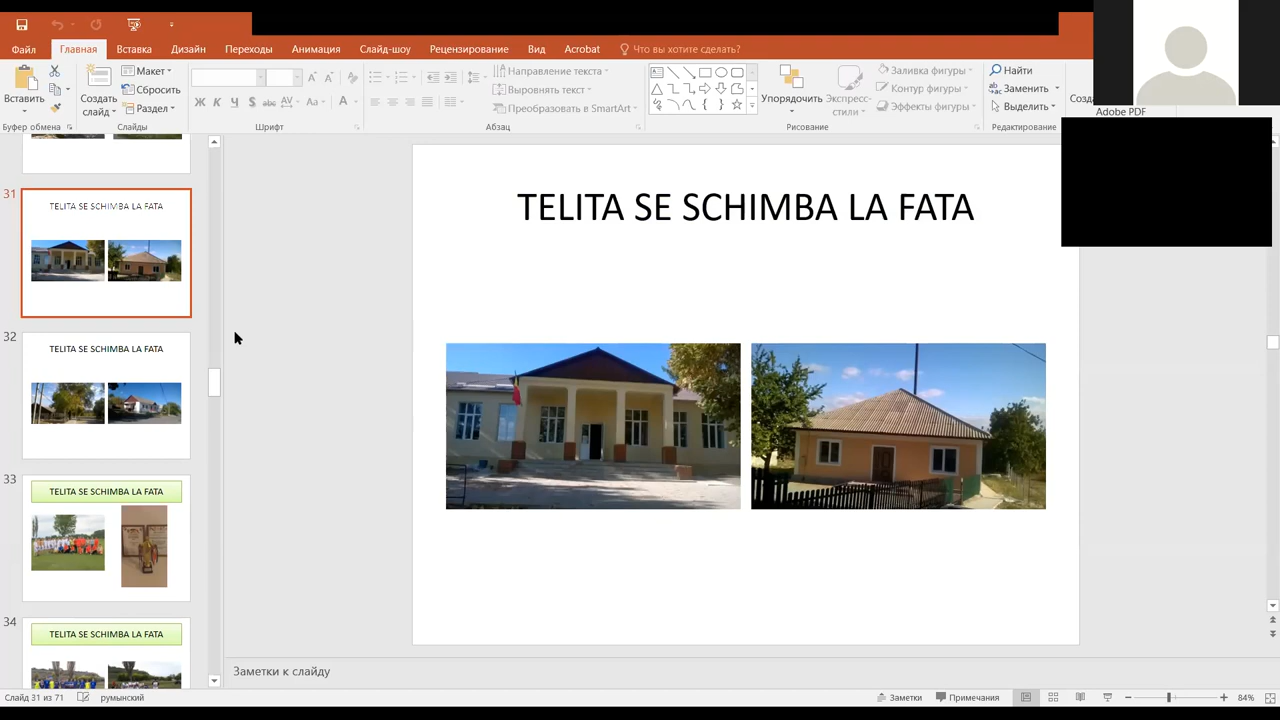 Файл Главная Вставка Дизайн Переходы Анимация Слайд-шоу Рецензирование Вид Acrobat Что вы хотите сделать?
Вставить
Создать слайд
Макет
Сбросить
Раздел
Ж К Ч S abc AV Aa A
Направление текста
Выровнять текст
Преобразовать в SmartArt
Упорядочить
Экспресс-стили
Заливка фигуры
Контур фигуры
Эффекты фигуры
Найти
Заменить
Выделить
Adobe PDF
Буфер обмена Слайды Шрифт Абзац Рисование Редактирование
31
TELITA SE SCHIMBA LA FATA
32
TELITA SE SCHIMBA LA FATA
33
TELITA SE SCHIMBA LA FATA
34
TELITA SE SCHIMBA LA FATA
TELITA SE SCHIMBA LA FATA
Заметки к слайду
Слайд 31 из 71 румынский Заметки Примечания 84%